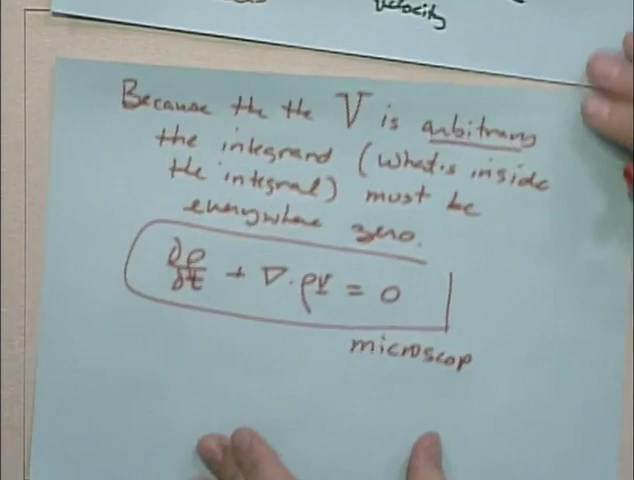 velocity
Because the the V is arbitrary
the integrand (what's inside
the integral) must be
everywhere zero.
∂ρ/∂t + ∇·ρv = 0
microscop